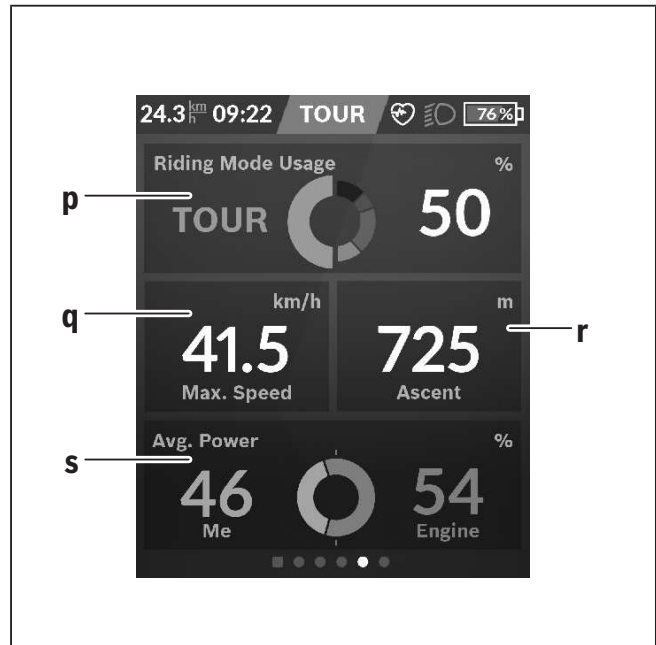 24.3 km/h 09:22 TOUR 76%
Riding Mode Usage %
p
TOUR 50
q
km/h m
r
41.5 725
Max. Speed Ascent
Avg. Power %
s
46 54
Me Engine